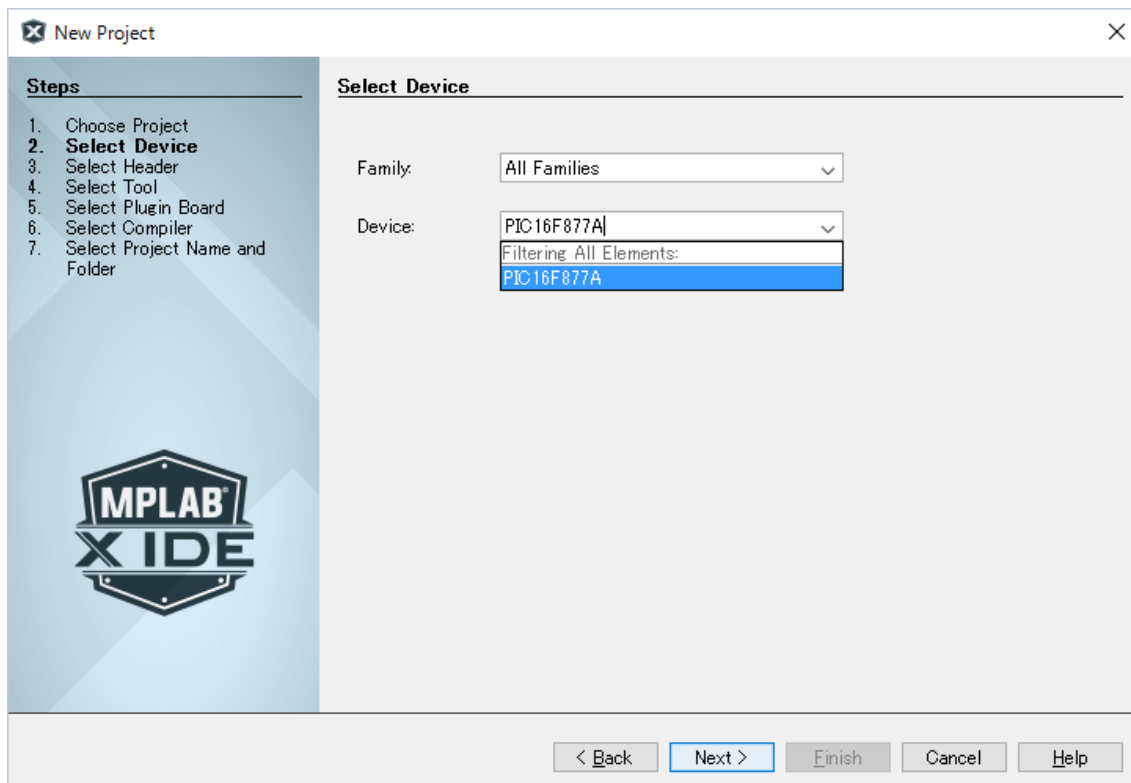 New Project
Steps
1. Choose Project
2. Select Device
3. Select Header
4. Select Tool
5. Select Plugin Board
6. Select Compiler
7. Select Project Name and
Folder
MPLAB®
X IDE
Select Device
Family:
All Families
Device:
PIC16F877A
Filtering All Elements:
PIC16F877A
< Back
Next >
Finish
Cancel
Help